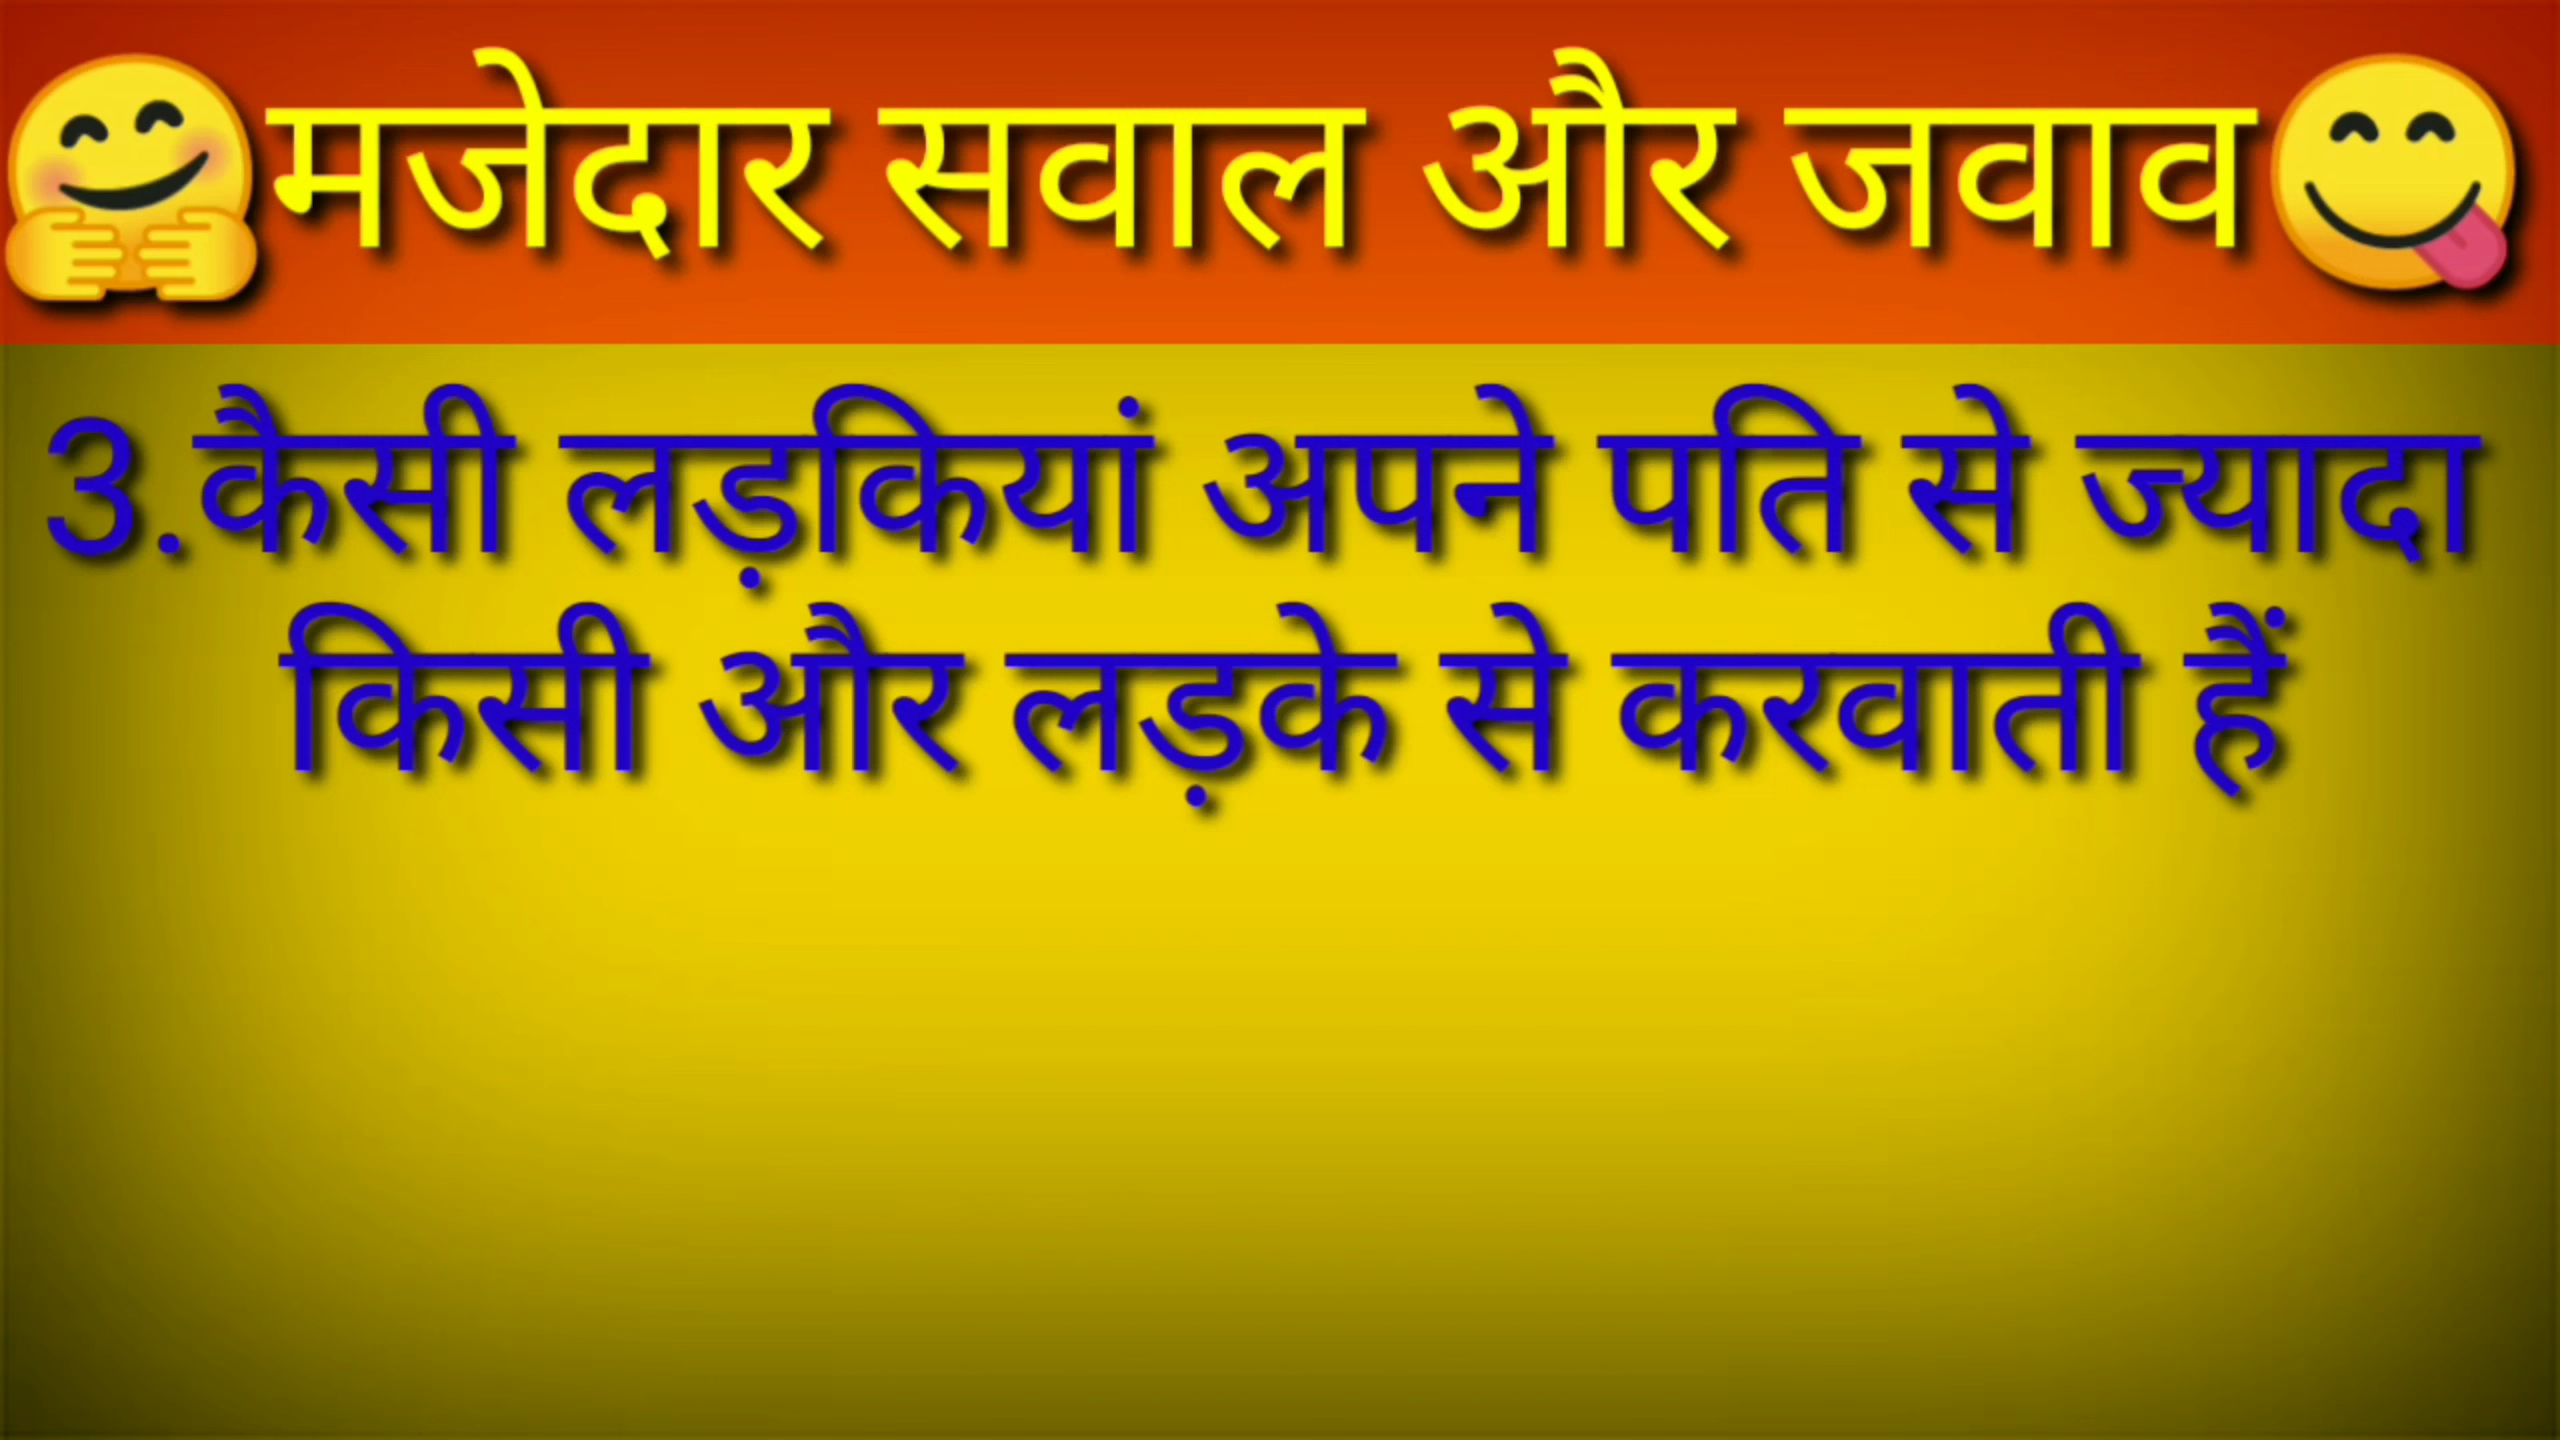 मजेदार सवाल और जवाव
3.कैसी लड़कियां अपने पति से ज्यादा
किसी और लड़के से करवाती हैं